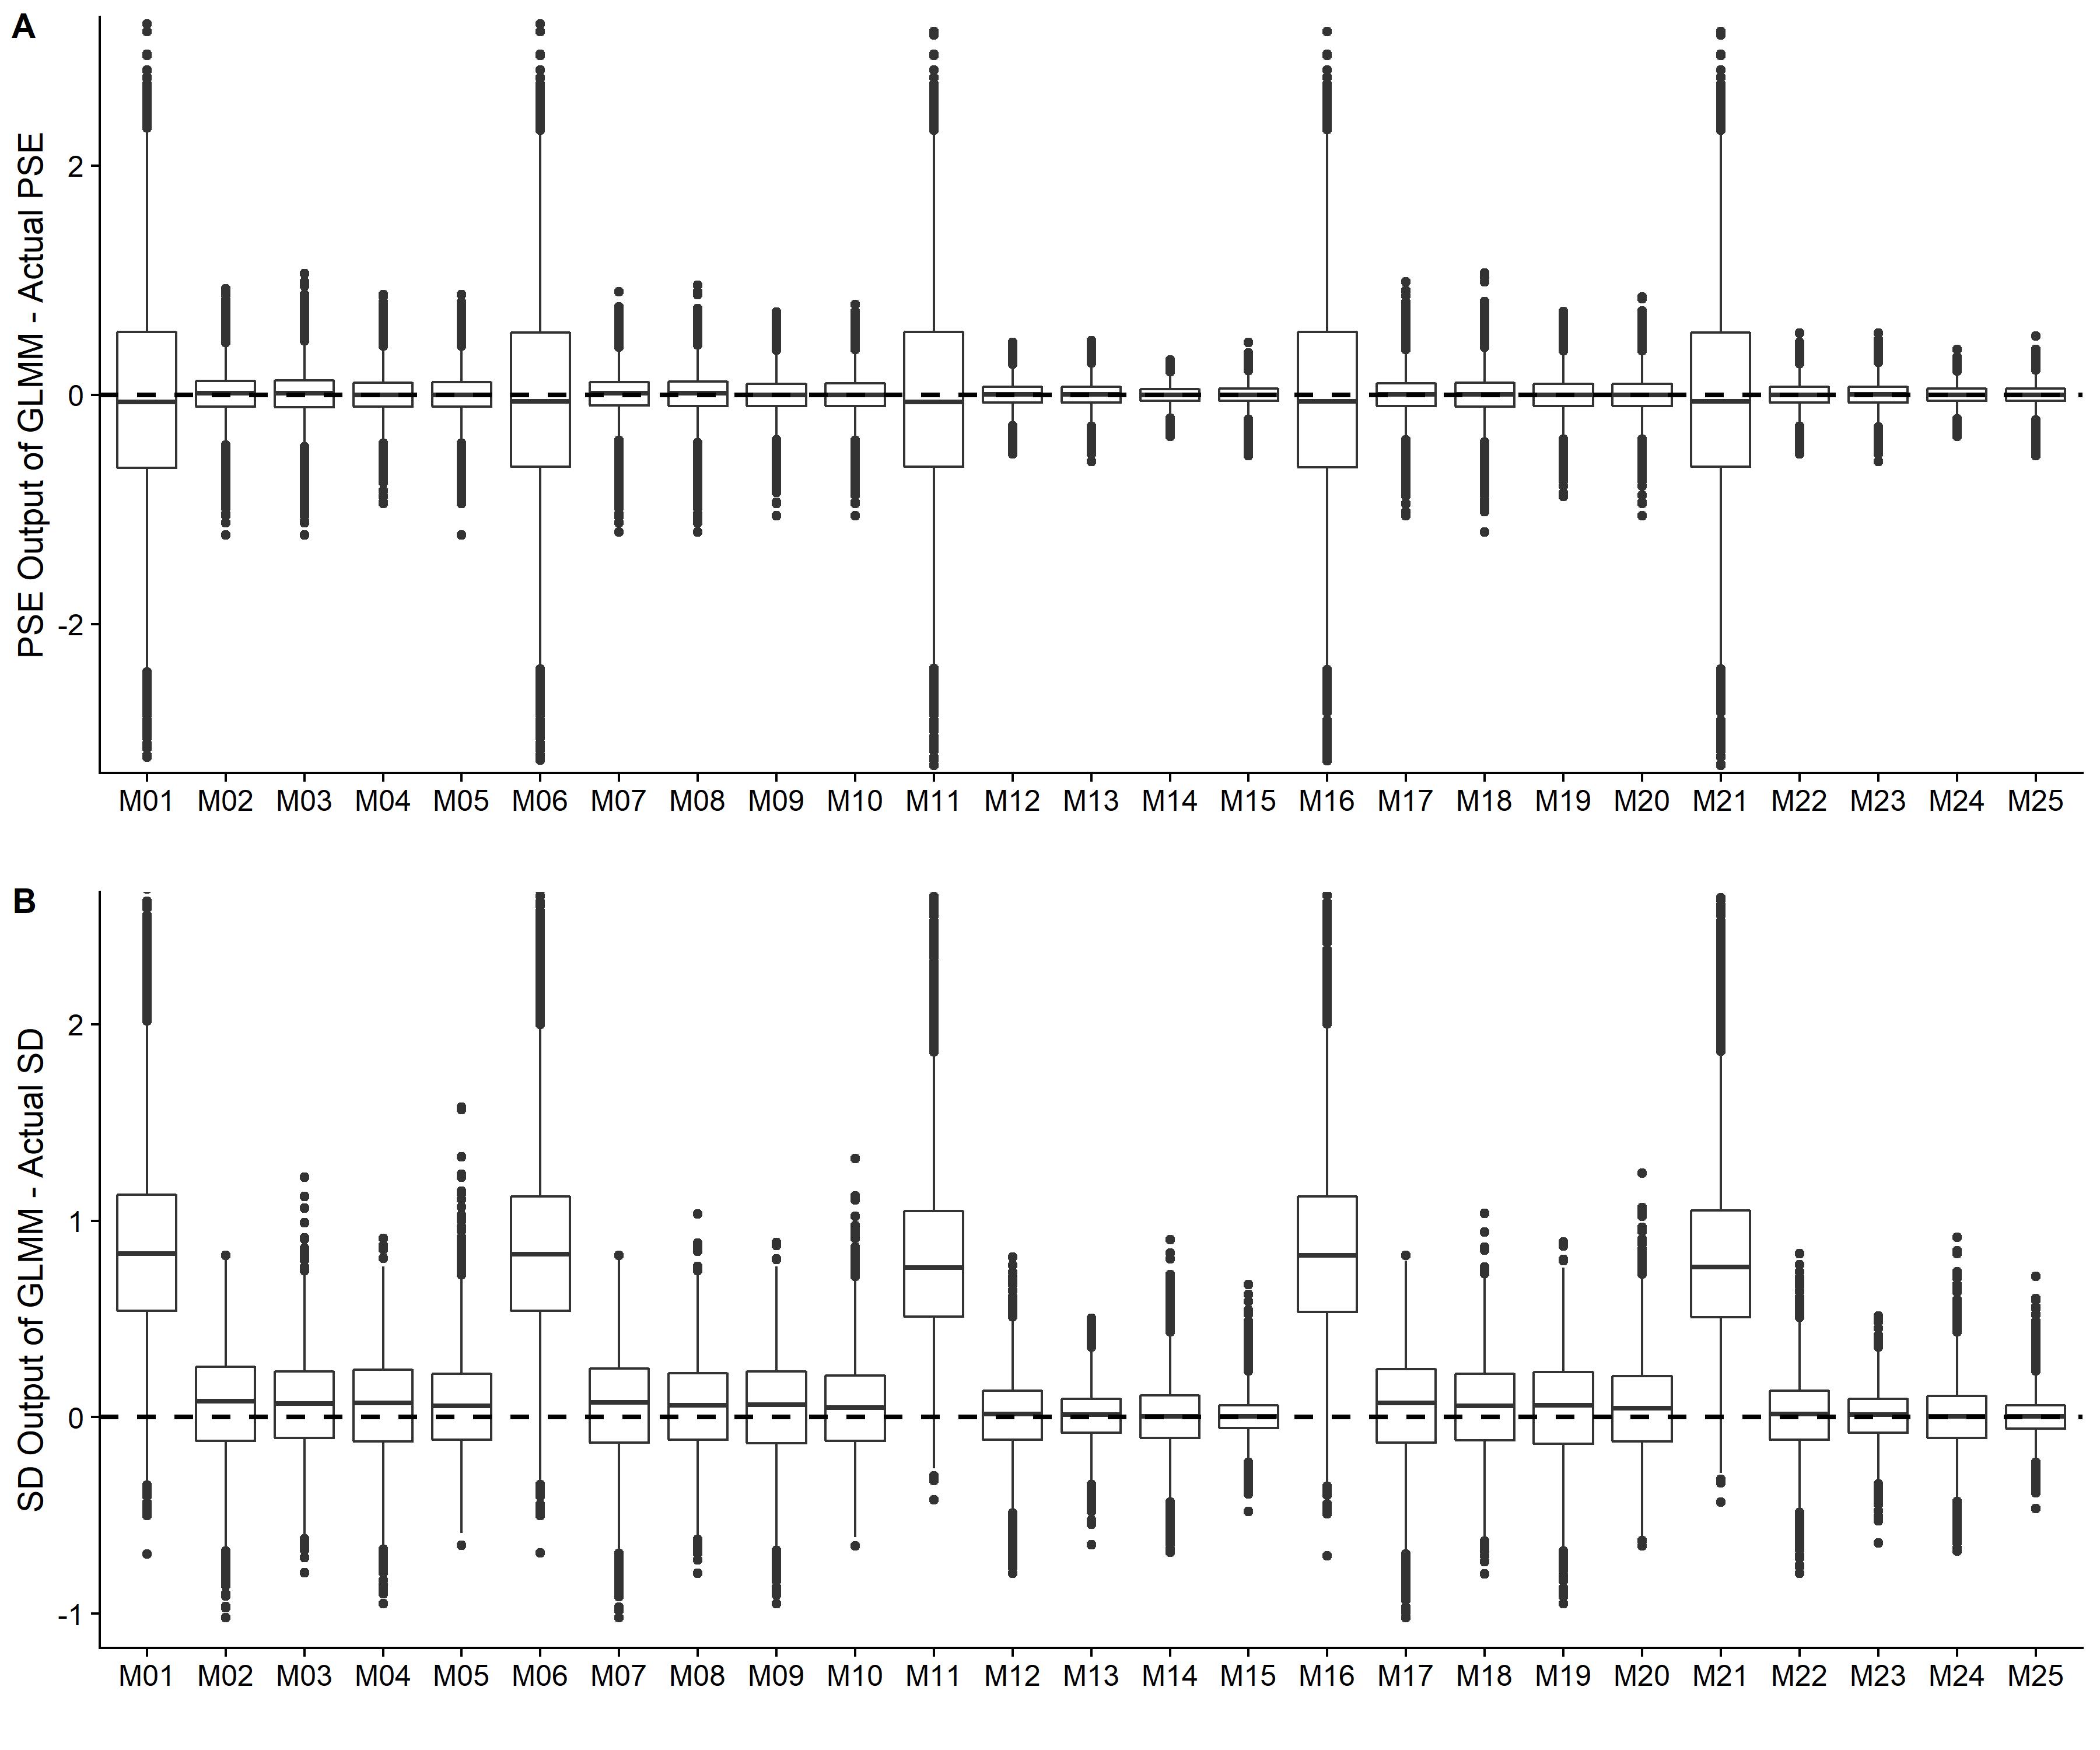 A
PSE Output of GLMM - Actual PSE
2
0
-2
M01 M02 M03 M04 M05 M06 M07 M08 M09 M10 M11 M12 M13 M14 M15 M16 M17 M18 M19 M20 M21 M22 M23 M24 M25
B
SD Output of GLMM - Actual SD
2
1
0
-1
M01 M02 M03 M04 M05 M06 M07 M08 M09 M10 M11 M12 M13 M14 M15 M16 M17 M18 M19 M20 M21 M22 M23 M24 M25